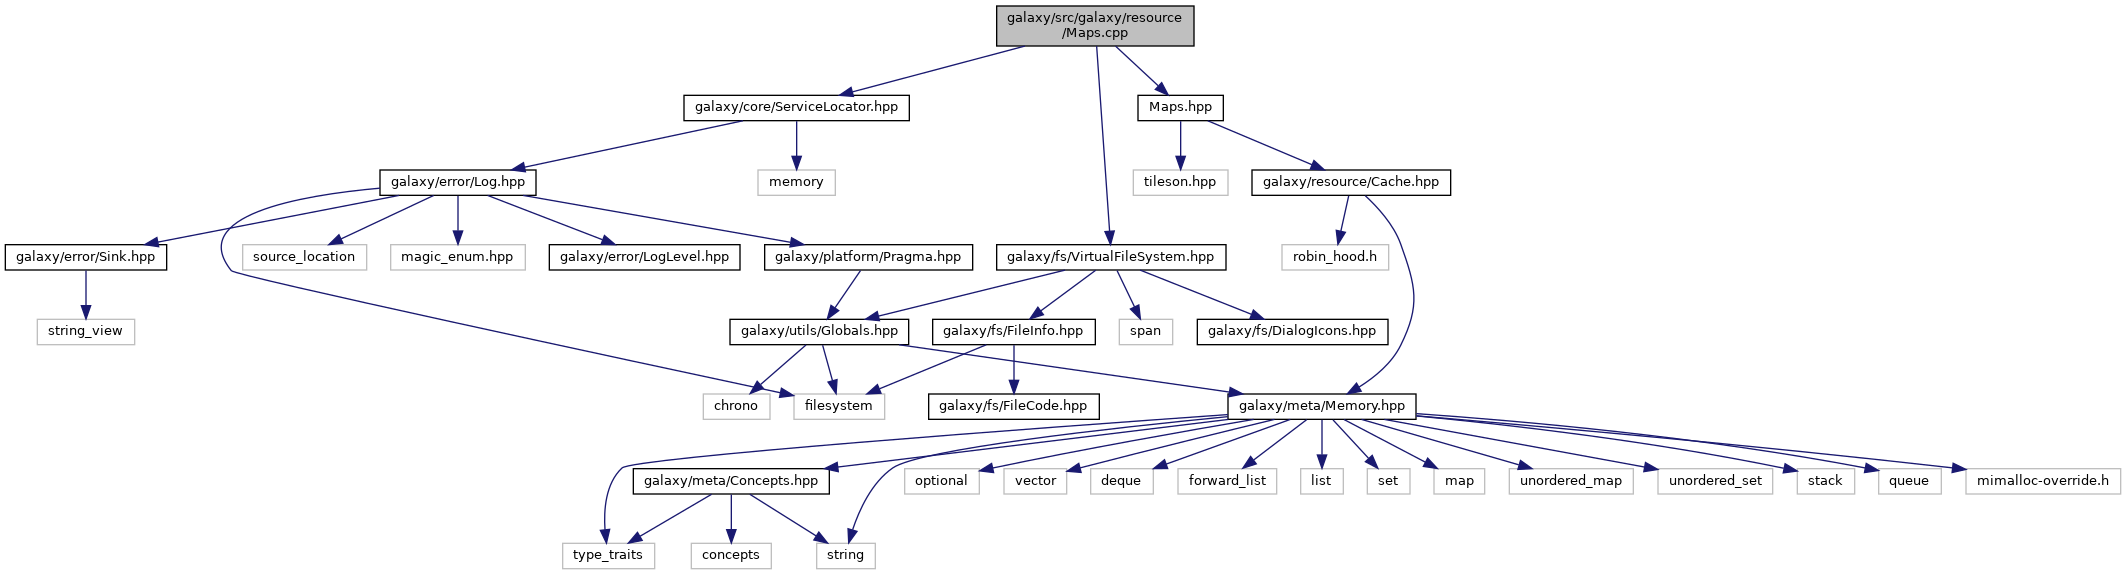 galaxy/src/galaxy/resource
/Maps.cpp
galaxy/core/ServiceLocator.hpp
Maps.hpp
galaxy/error/Log.hpp
memory
tileson.hpp
galaxy/resource/Cache.hpp
galaxy/error/Sink.hpp
source_location
magic_enum.hpp
galaxy/error/LogLevel.hpp
galaxy/platform/Pragma.hpp
galaxy/fs/VirtualFileSystem.hpp
robin_hood.h
string_view
galaxy/utils/Globals.hpp
galaxy/fs/FileInfo.hpp
span
galaxy/fs/DialogIcons.hpp
chrono
filesystem
galaxy/fs/FileCode.hpp
galaxy/meta/Memory.hpp
galaxy/meta/Concepts.hpp
optional
vector
deque
forward_list
list
set
map
unordered_map
unordered_set
stack
queue
mimalloc-override.h
type_traits
concepts
string